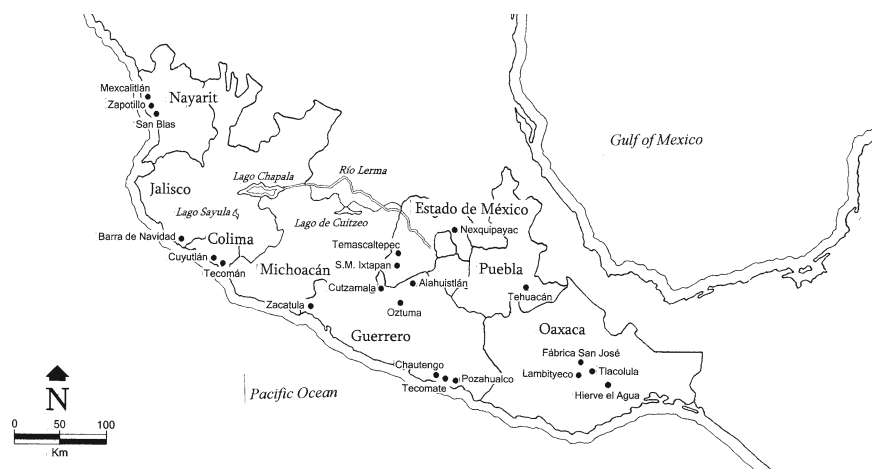 Mexcalitlán
Zapotillo
San Blas
Nayarit
Gulf of Mexico
Jalisco
Lago Chapala
Río Lerma
Lago Sayula
Lago de Cuitzeo
Estado de México
Nexquipayac
Barra de Navidad
Colima
Temascaltepec
Cuyutlán
Tecomán
Michoacán
S.M. Ixtapan
Puebla
Cutzamala
Alahuistlán
Tehuacán
Zacatula
Oztuma
Guerrero
Oaxaca
Fábrica San José
Chautengo
Lambityeco
Tlacolula
Tecomate
Pozahualco
Hierve el Agua
Pacific Ocean
N
0 50 100
Km